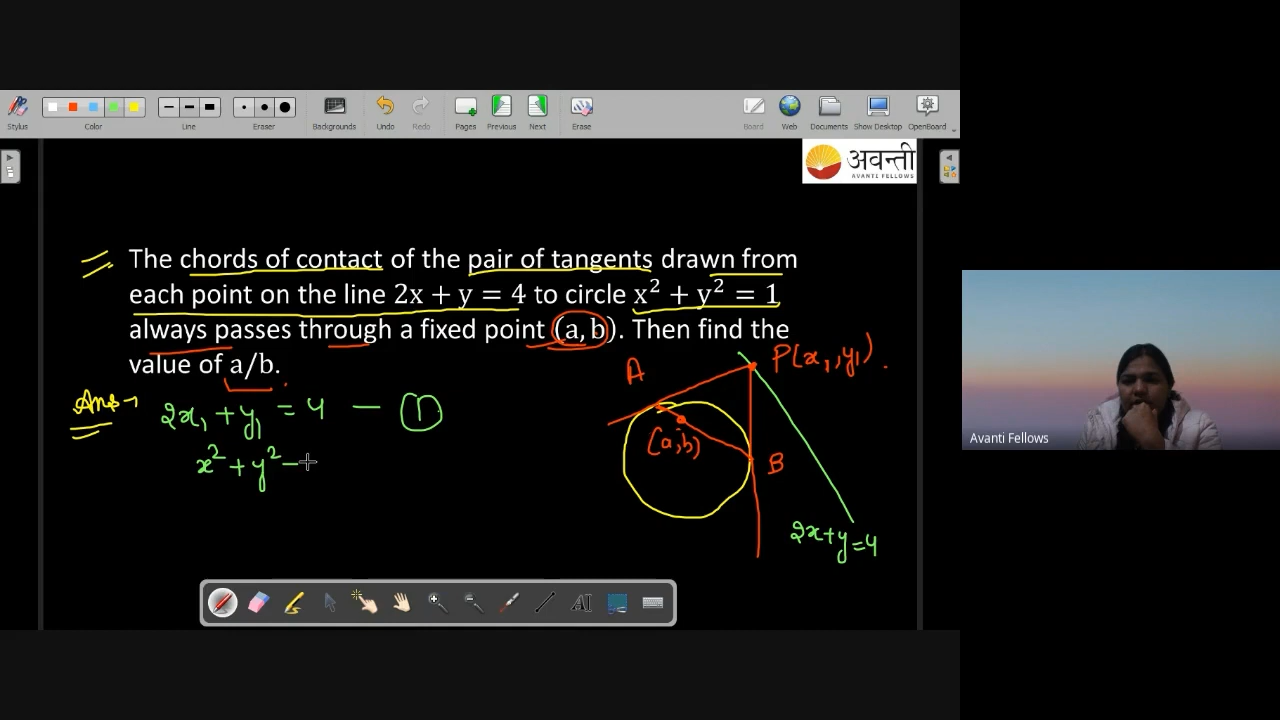 Stylus Color Line Eraser Backgrounds Undo Redo Pages Previous Next Erase Board Web Documents Show Desktop OpenBoard
अवन्ती
AVANTI FELLOWS
The chords of contact of the pair of tangents drawn from
each point on the line 2x + y = 4 to circle x² + y² = 1
always passes through a fixed point (a, b). Then find the
value of a/b.
P(x₁, y₁).
A
Ans→ 2x₁ + y₁ = 4 — ①
(a,b)
x² + y² −
B
2x+y=4
AI
Avanti Fellows